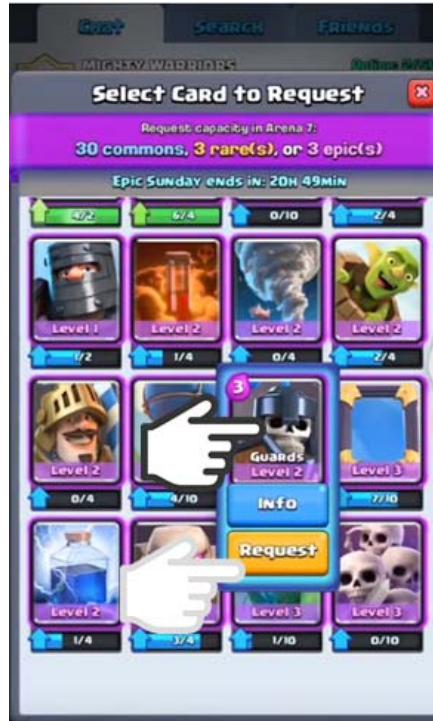 Chat Search Friends
MIGHTY WARRIORS Online: 2/50
Select Card to Request
Request capacity in Arena 7:
30 commons, 3 rare(s), or 3 epic(s)
Epic Sunday ends in: 20H 49min
4/2 6/4 0/10 2/4
Level 1 Level 2 Level 2 Level 2
1/2 1/4 0/4 2/4
3
Guards
Level 2 Level 2 Level 3
0/4 4/10 7/10
Info
Request
Level 2 Level 3 Level 3
1/4 3/4 1/10 0/10